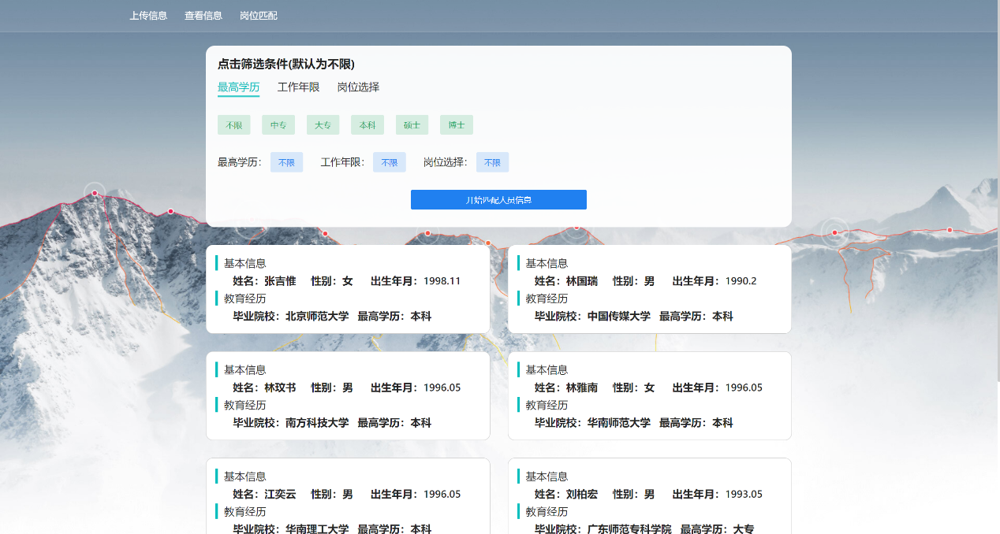 上传信息 查看信息 岗位匹配
点击筛选条件(默认为不限)
最高学历 工作年限 岗位选择
不限 中专 大专 本科 硕士 博士
最高学历： 不限 工作年限： 不限 岗位选择： 不限
开始匹配人员信息
基本信息
姓名：张吉惟 性别：女 出生年月：1998.11
教育经历
毕业院校：北京师范大学 最高学历：本科
基本信息
姓名：林国瑞 性别：男 出生年月：1990.2
教育经历
毕业院校：中国传媒大学 最高学历：本科
基本信息
姓名：林玟书 性别：男 出生年月：1996.05
教育经历
毕业院校：南方科技大学 最高学历：本科
基本信息
姓名：林雅南 性别：女 出生年月：1996.05
教育经历
毕业院校：华南师范大学 最高学历：本科
基本信息
姓名：江奕云 性别：男 出生年月：1996.05
教育经历
毕业院校：华南理工大学 最高学历：本科
基本信息
姓名：刘柏宏 性别：男 出生年月：1993.05
教育经历
毕业院校：广东师范专科学院 最高学历：大专